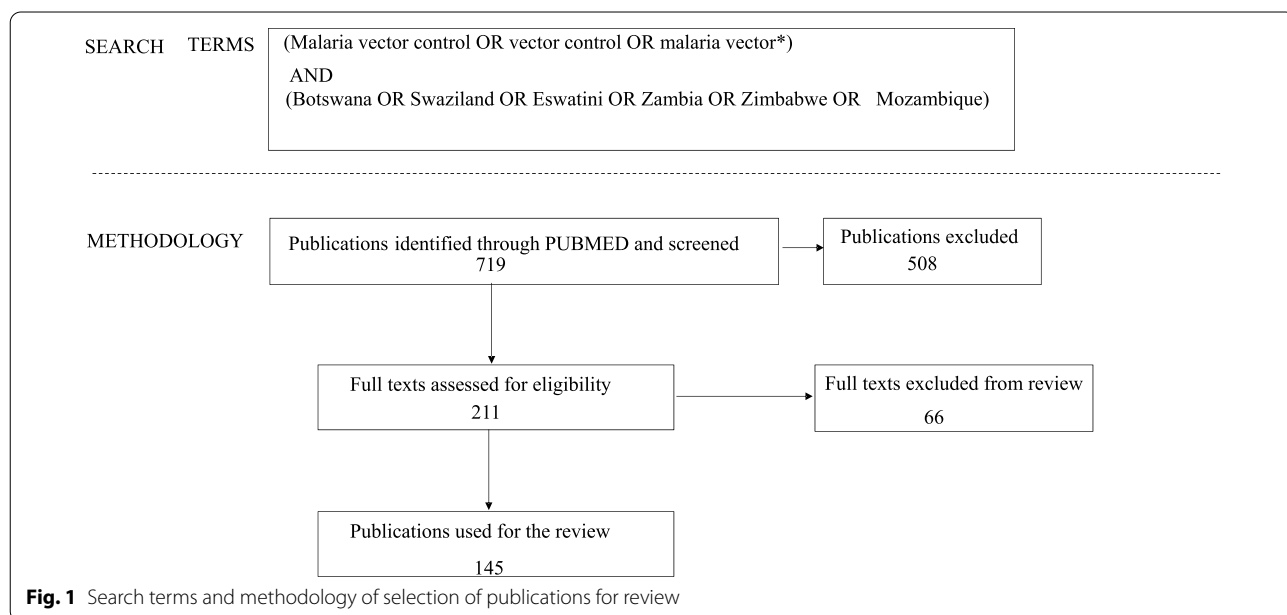 SEARCH TERMS
(Malaria vector control OR vector control OR malaria vector*)
AND
(Botswana OR Swaziland OR Eswatini OR Zambia OR Zimbabwe OR Mozambique)
METHODOLOGY
Publications identified through PUBMED and screened
719
Publications excluded
508
Full texts assessed for eligibility
211
Full texts excluded from review
66
Publications used for the review
145
Fig. 1 Search terms and methodology of selection of publications for review